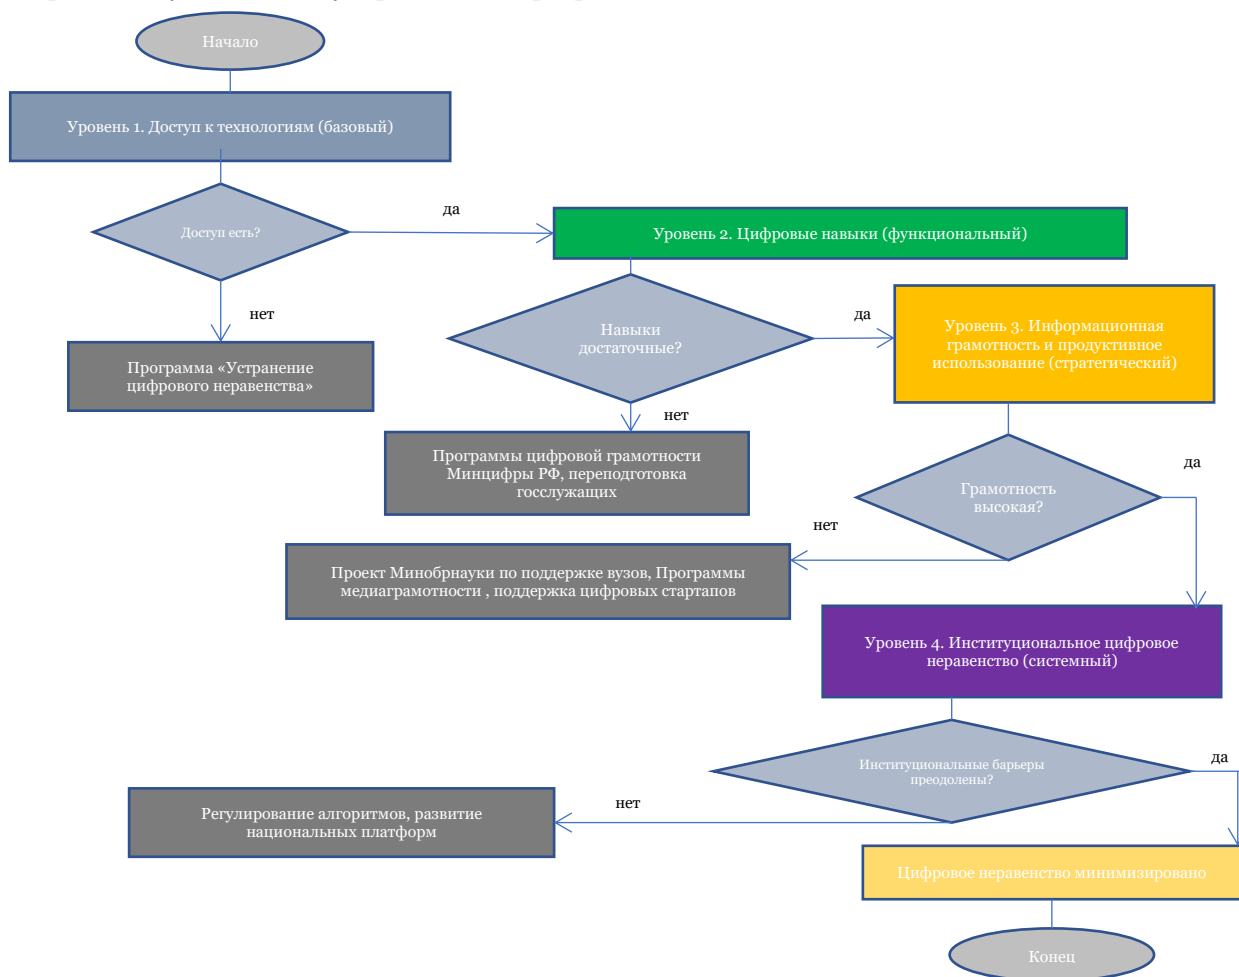 Начало
Уровень 1. Доступ к технологиям (базовый)
Доступ есть?
да
Уровень 2. Цифровые навыки (функциональный)
нет
Программа «Устранение
цифрового неравенства»
Навыки
достаточные?
да
Уровень 3. Информационная
грамотность и продуктивное
использование (стратегический)
нет
Программы цифровой грамотности
Минцифры РФ, переподготовка
госслужащих
Грамотность
высокая?
да
нет
Проект Минобрнауки по поддержке вузов, Программы
медиаграмотности , поддержка цифровых стартапов
Уровень 4. Институциональное цифровое
неравенство (системный)
Институциональные барьеры
преодолены?
да
нет
Регулирование алгоритмов, развитие
национальных платформ
Цифровое неравенство минимизировано
Конец